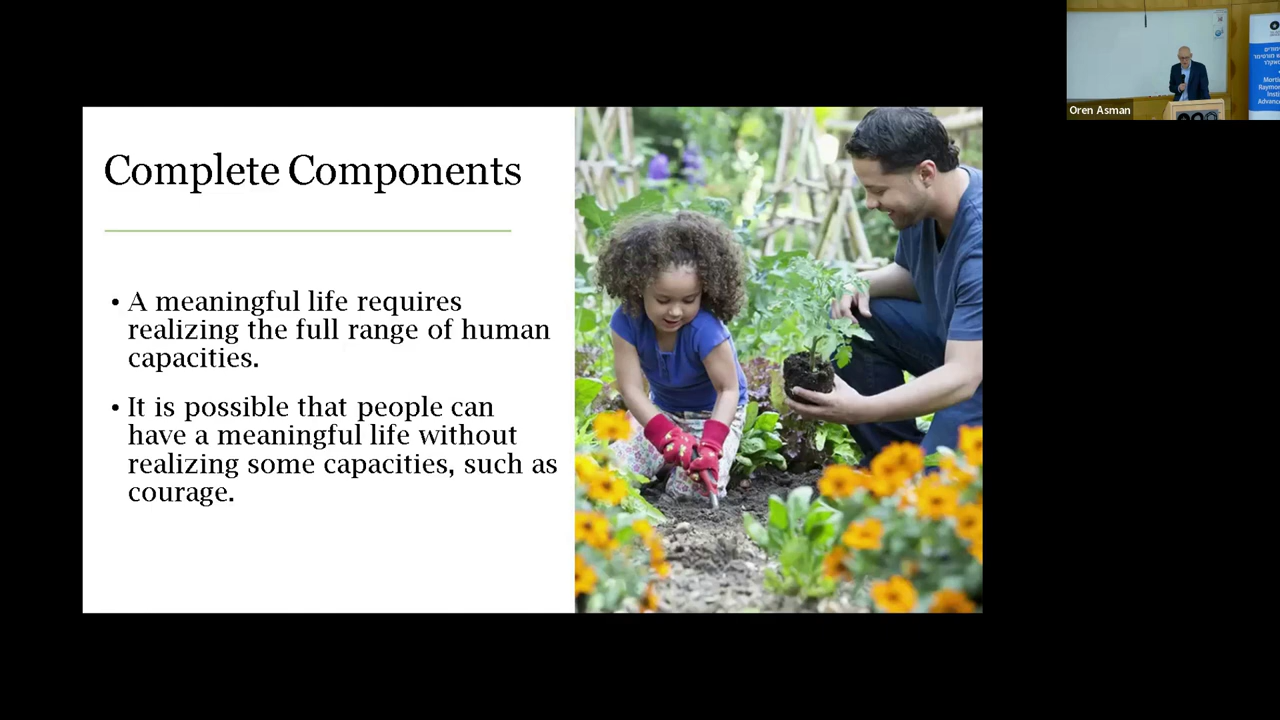 Complete Components
• A meaningful life requires
realizing the full range of human
capacities.
• It is possible that people can
have a meaningful life without
realizing some capacities, such as
courage.
Oren Asman